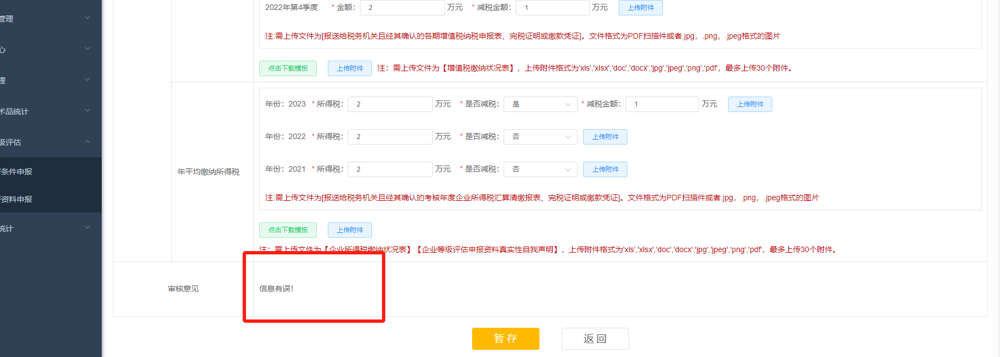 管理
心
理
术品统计
级评估
条件申报
资料申报
统计
2022年第4季度 * 金额： 2 万元 * 减税金额： 1 万元 上传附件
注:需上传文件为[报送给税务机关且经其确认的各期增值税纳税申报表、完税证明或缴款凭证]。文件格式为PDF扫描件或者.jpg，.png，.jpeg格式的图片
点击下载模板 上传附件 注：需上传文件为【增值税缴纳状况表】，上传附件格式为'xls','xlsx','doc','docx','jpg','jpeg','png','pdf'，最多上传30个附件。
年平均缴纳所得税
年份：2023 * 所得税： 2 万元 * 是否减税： 是 * 减税金额： 1 万元 上传附件
年份：2022 * 所得税： 2 万元 * 是否减税： 否 上传附件
年份：2021 * 所得税： 2 万元 * 是否减税： 否 上传附件
注:需上传文件为[报送给税务机关且经其确认的考核年度企业所得税汇算清缴报表、完税证明或缴款凭证]。文件格式为PDF扫描件或者.jpg，.png，.jpeg格式的图片
点击下载模板 上传附件
注：需上传文件为【企业所得税缴纳状况表】【企业等级评估申报资料真实性自我声明】，上传附件格式为'xls','xlsx','doc','docx','jpg','jpeg','png','pdf'，最多上传30个附件。
审核意见 信息有误！
暂存 返回